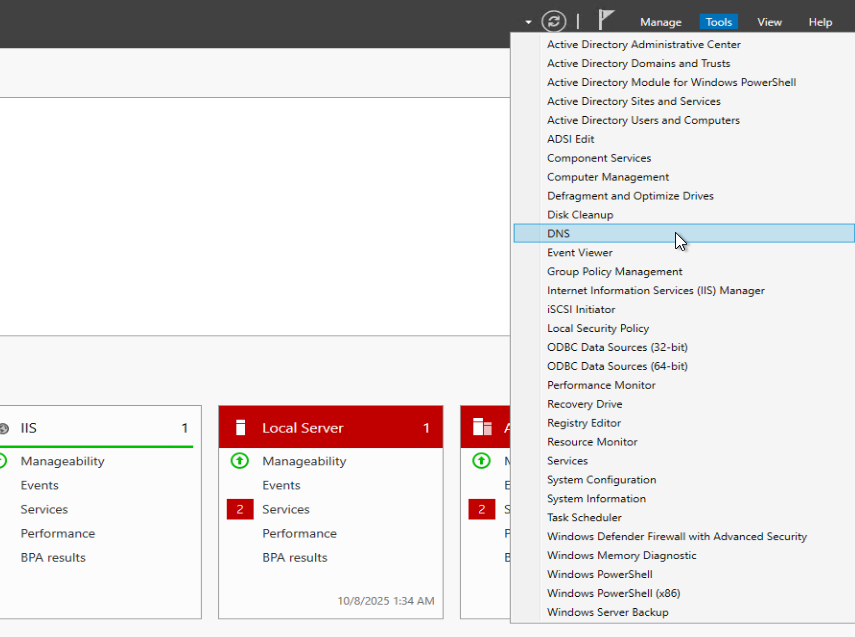 Manage Tools View Help
Active Directory Administrative Center
Active Directory Domains and Trusts
Active Directory Module for Windows PowerShell
Active Directory Sites and Services
Active Directory Users and Computers
ADSI Edit
Component Services
Computer Management
Defragment and Optimize Drives
Disk Cleanup
DNS
Event Viewer
Group Policy Management
Internet Information Services (IIS) Manager
iSCSI Initiator
Local Security Policy
ODBC Data Sources (32-bit)
ODBC Data Sources (64-bit)
Performance Monitor
Recovery Drive
Registry Editor
Resource Monitor
Services
System Configuration
System Information
Task Scheduler
Windows Defender Firewall with Advanced Security
Windows Memory Diagnostic
Windows PowerShell
Windows PowerShell (x86)
Windows Server Backup
IIS 1
Manageability
Events
Services
Performance
BPA results
Local Server 1
Manageability
Events
2 Services
Performance
BPA results
10/8/2025 1:34 AM
2